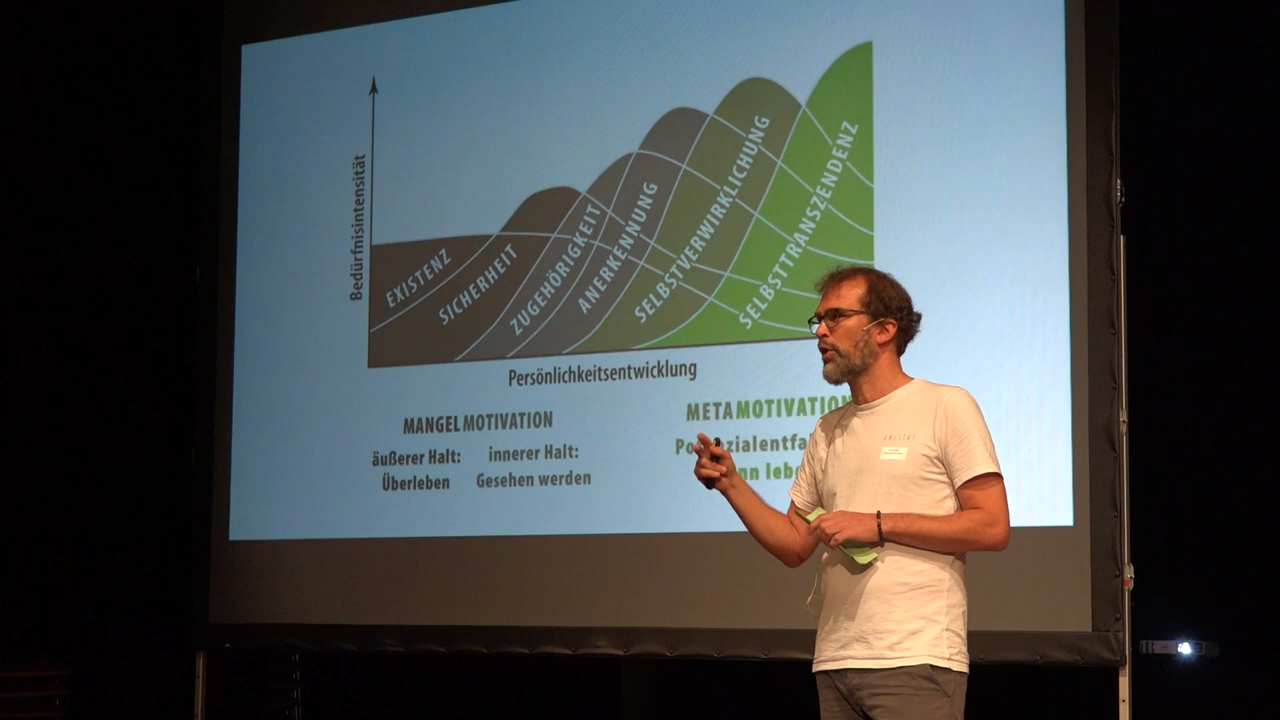 Bedürfnisintensität
EXISTENZ
SICHERHEIT
ZUGEHÖRIGKEIT
ANERKENNUNG
SELBSTVERWIRKLICHUNG
SELBSTTRANSZENDENZ
Persönlichkeitsentwicklung
MANGELMOTIVATION
METAMOTIVATION
äußerer Halt:
Überleben
innerer Halt:
Gesehen werden